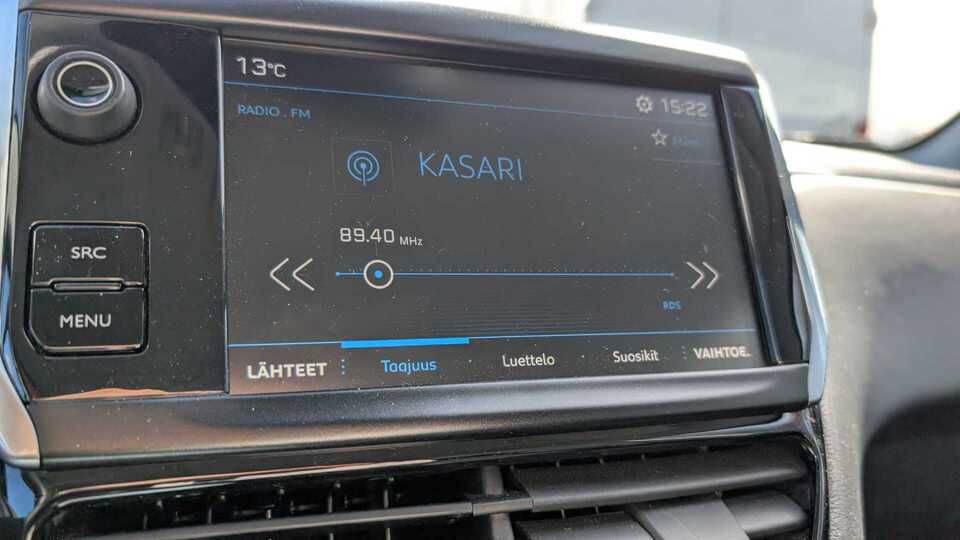 13°C
15:22
RADIO . FM
KASARI
SRC
89.40 MHz
RDS
MENU
LÄHTEET
Taajuus
Luettelo
Suosikit
VAIHTOE.